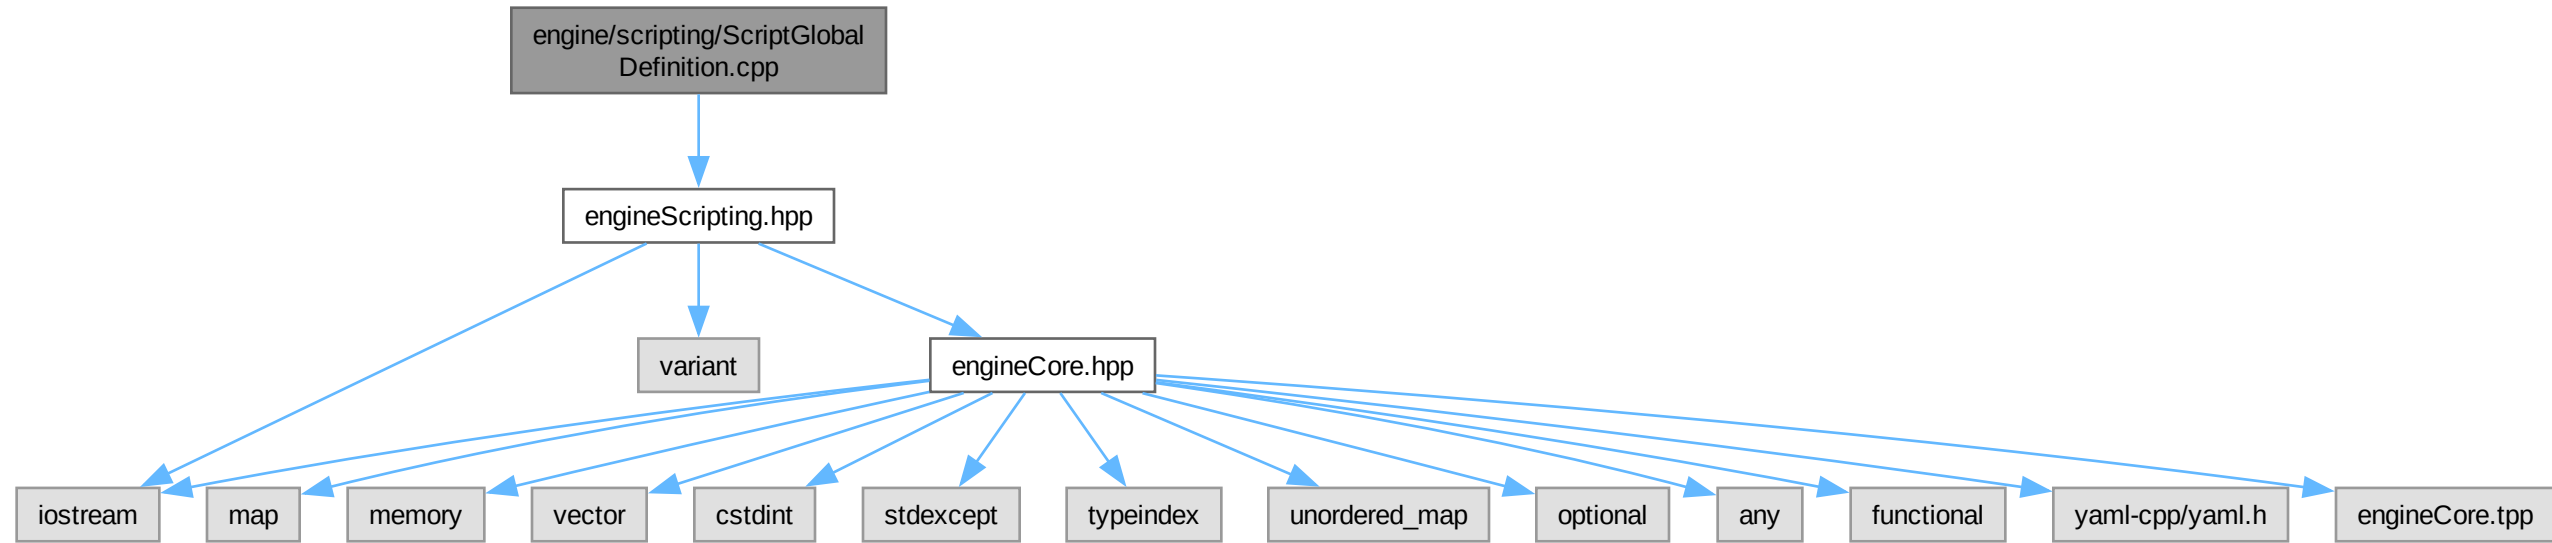 engine/scripting/ScriptGlobal
Definition.cpp
engineScripting.hpp
variant
engineCore.hpp
iostream
map
memory
vector
cstdint
stdexcept
typeindex
unordered_map
optional
any
functional
yaml-cpp/yaml.h
engineCore.tpp